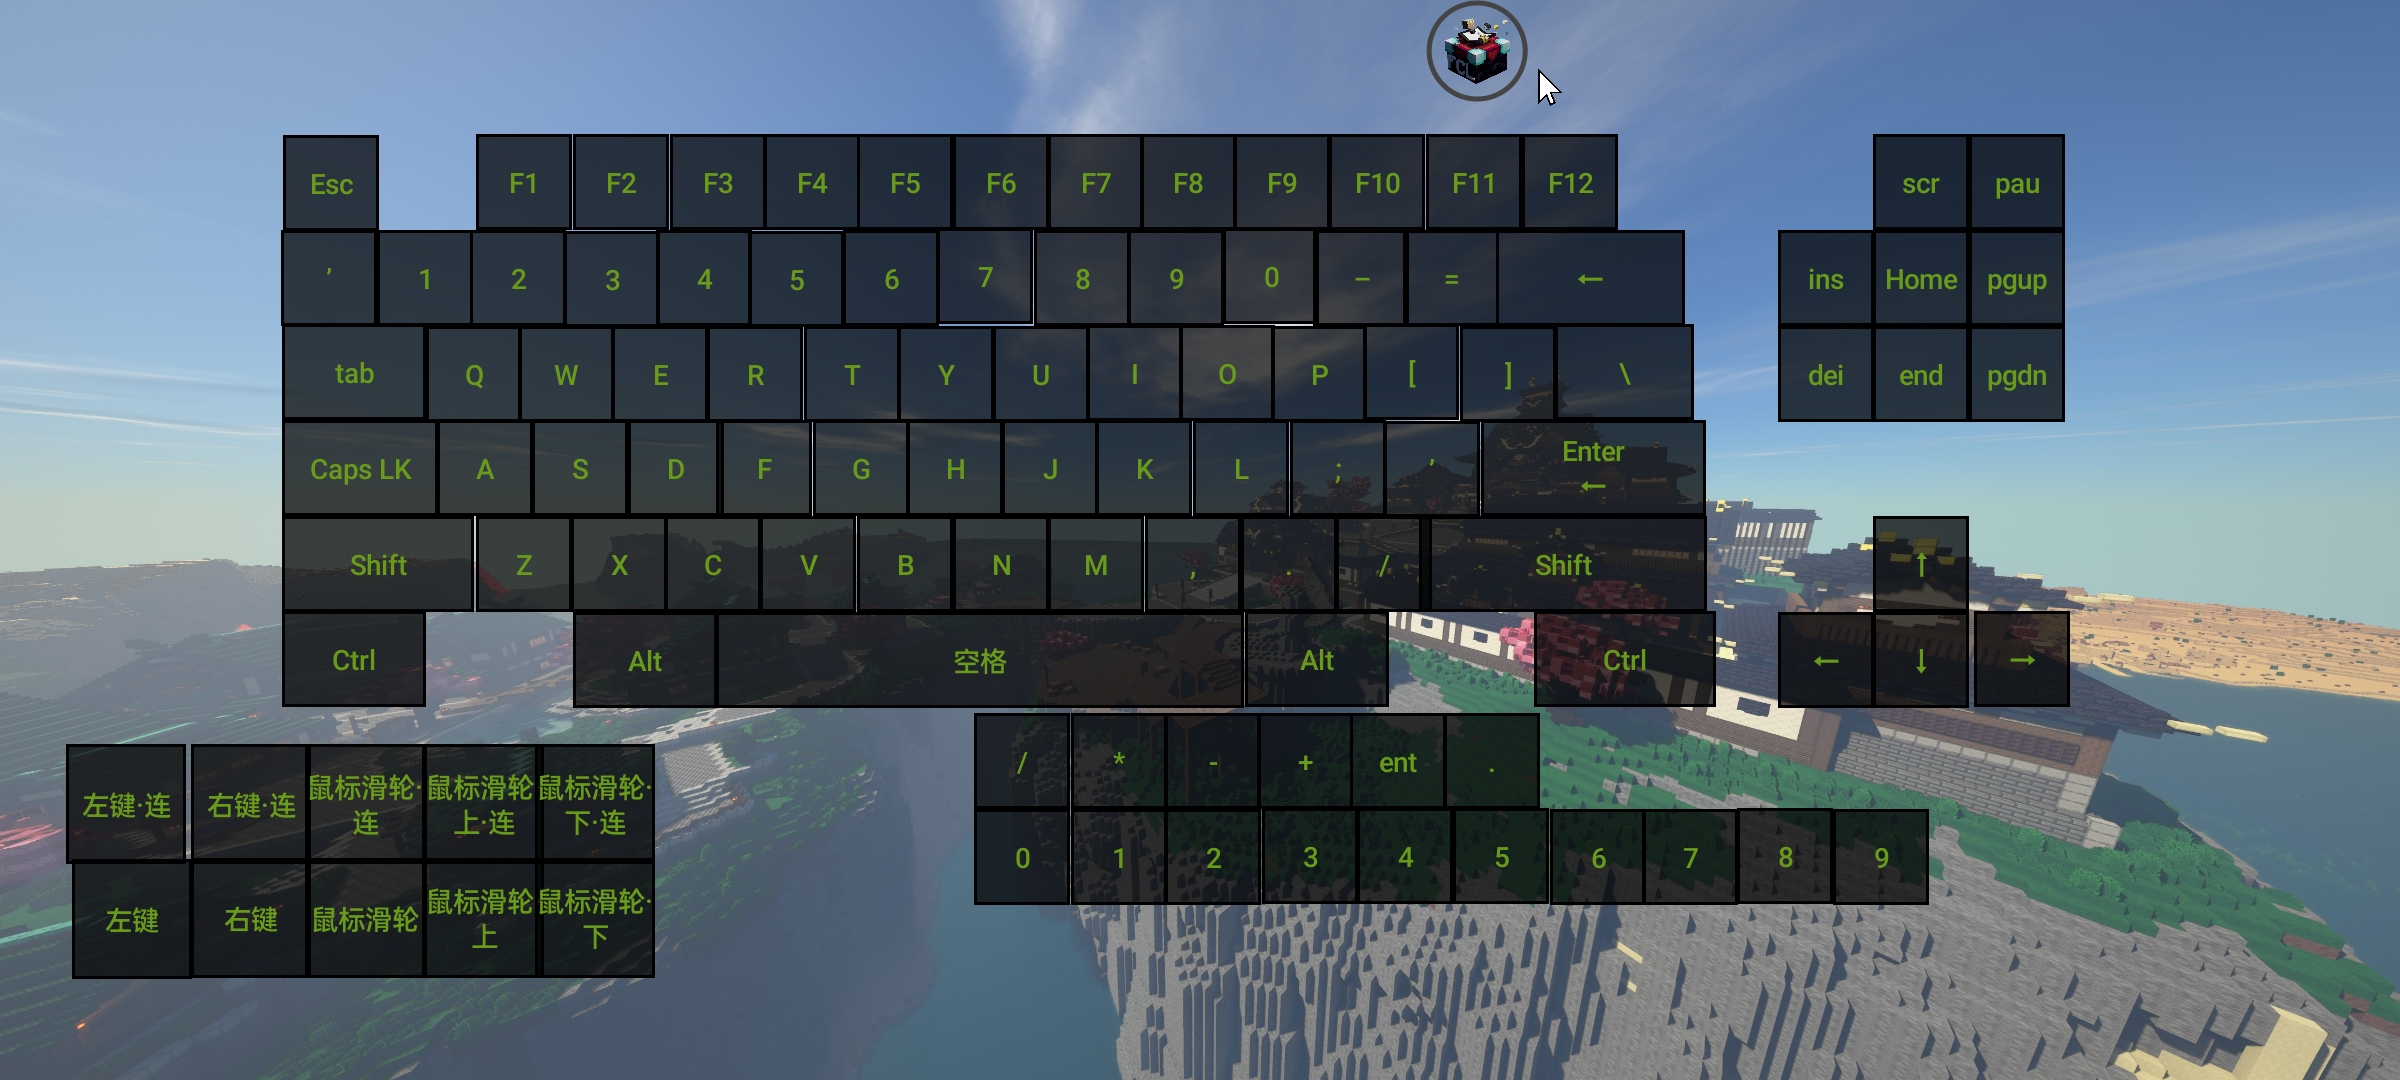 FCL
Esc F1 F2 F3 F4 F5 F6 F7 F8 F9 F10 F11 F12 scr pau
’ 1 2 3 4 5 6 7 8 9 0 − = ← ins Home pgup
tab Q W E R T Y U I O P [ ] \ dei end pgdn
Caps LK A S D F G H J K L ; ’ Enter
←
Shift Z X C V B N M , . / Shift ↑
Ctrl Alt 空格 Alt Ctrl ← ↓ →
/ * - + ent .
0 1 2 3 4 5 6 7 8 9
左键·连 右键·连 鼠标滑轮· 鼠标滑轮 鼠标滑轮·
连 上·连 下·连
左键 右键 鼠标滑轮 鼠标滑轮 鼠标滑轮·
上 下